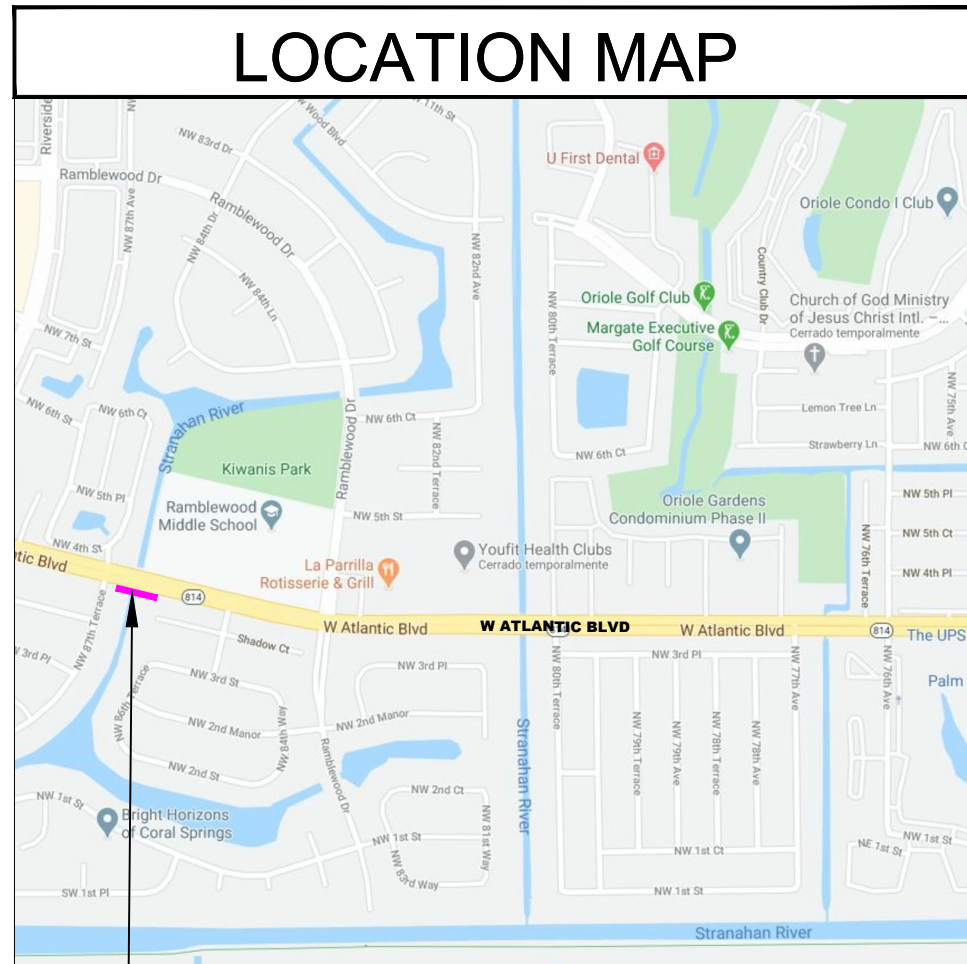 LOCATION MAP
Riverside
NW
W Wood Blvd
11th St
NW 83rd Dr
Ramblewood Dr
NW 87th Ave
Ramblewood Dr
NW 84th Dr
NW 84th Ln
NW 82nd Ave
U First Dental
Oriole Condo I Club
Country Club Dr
Oriole Golf Club
Margate Executive
Golf Course
Church of God Ministry
of Jesus Christ Intl. –...
Cerrado temporalmente
NW 80th Terrace
NW 7th St
NW 6th St
NW 6th Ct
Stranahan River
Ramblewood Dr
NW 6th Ct
NW 82nd Terrace
NW 6th Ct
Lemon Tree Ln
NW 75th Ave
Strawberry Ln
NW 6th C
Kiwanis Park
NW 5th Pl
Ramblewood
Middle School
NW 5th St
Oriole Gardens
Condominium Phase II
NW 5th Pl
NW 5th Ct
NW 76th Terrace
NW 4th Pl
NW 4th St
ntic Blvd
La Parrilla
Rotisserie & Grill
Youfit Health Clubs
Cerrado temporalmente
814
W Atlantic Blvd
W ATLANTIC BLVD
W Atlantic Blvd
814
The UPS
NW 87th Terrace
Shadow Ct
NW 3rd Pl
NW 3rd Pl
NW 3rd Pl
NW 80th Terrace
NW 77th Ave
NW 76th Ave
Palm
NW 86th Terrace
NW 3rd St
NW 2nd Manor
NW 84th Way
NW 2nd Manor
NW 2nd St
Ramblewood Dr
Stranahan River
NW 79th Terrace
NW 79th Ave
NW 78th Terrace
NW 78th Ave
NW 1st St
Bright Horizons
of Coral Springs
NW 2nd Ct
NW 81st Way
NW 1st St
NW 83rd Way
NW 1st Ct
NE 1st St
NW 1st St
SW 1st Pl
NW 1st St
Stranahan River